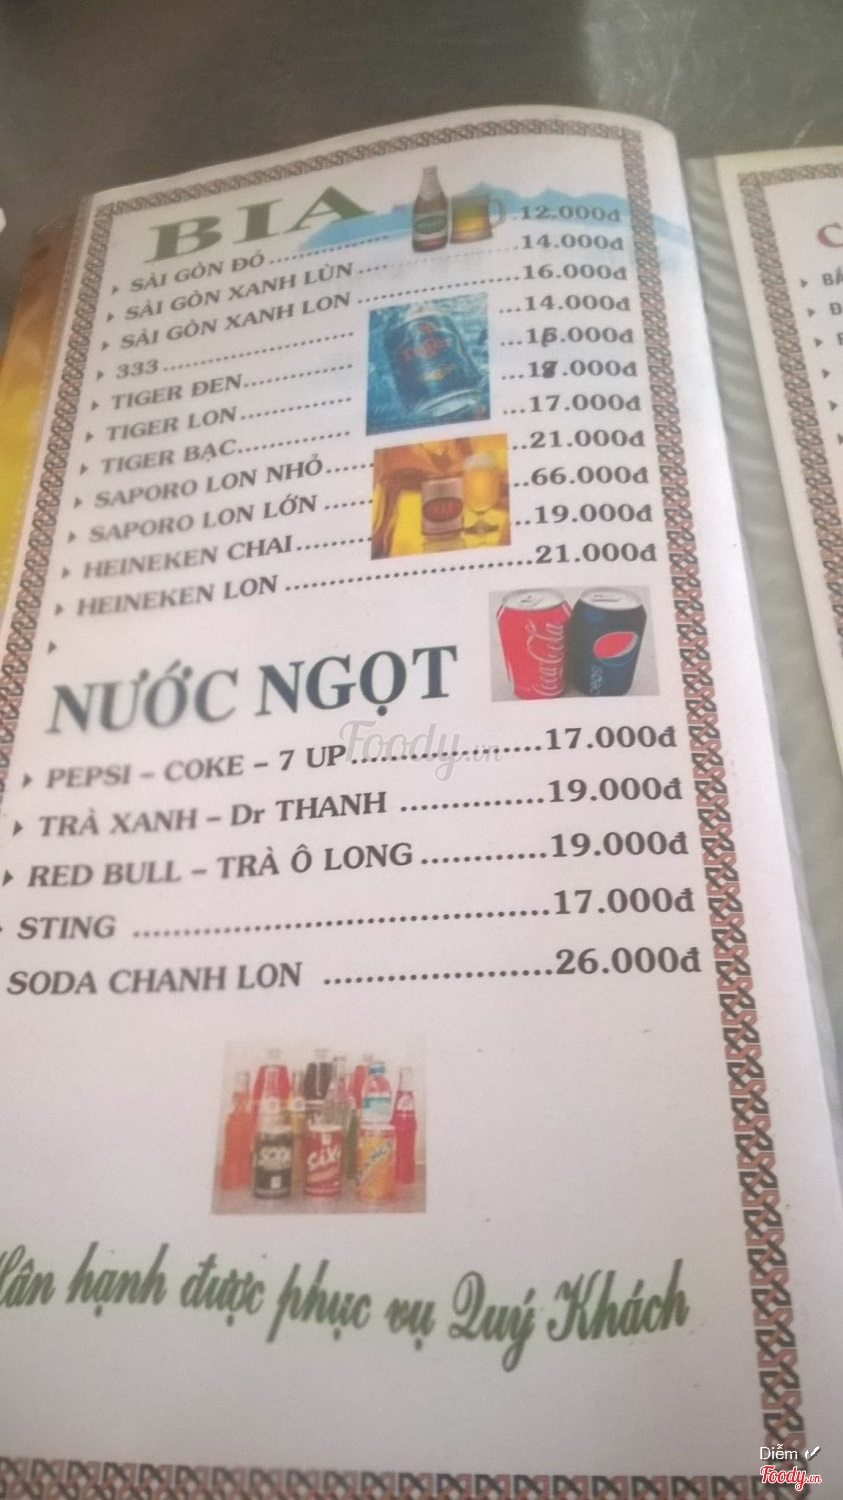 BIA
SÀI GÒN ĐỎ ..................... 12.000đ
SÀI GÒN XANH LÙN .................. 14.000đ
SÀI GÒN XANH LON ..................... 16.000đ
333 ........................ ...14.000đ
TIGER ĐEN................ ...
TIGER LON................ ...
TIGER BẠC................ ...17.000đ
SAPORO LON NHỎ...... ..21.000đ
SAPORO LON LỚN ...... ..66.000đ
HEINEKEN CHAI......... ...19.000đ
HEINEKEN LON ..............................21.000đ
NƯỚC NGỌT
PEPSI – COKE – 7 UP......................17.000đ
TRÀ XANH – Dr THANH ................19.000đ
RED BULL – TRÀ Ô LONG ..............19.000đ
STING ............................................17.000đ
SODA CHANH LON .......................26.000đ
Hân hạnh được phục vụ Quý Khách
Foody.vn
Diễm
Foody.vn